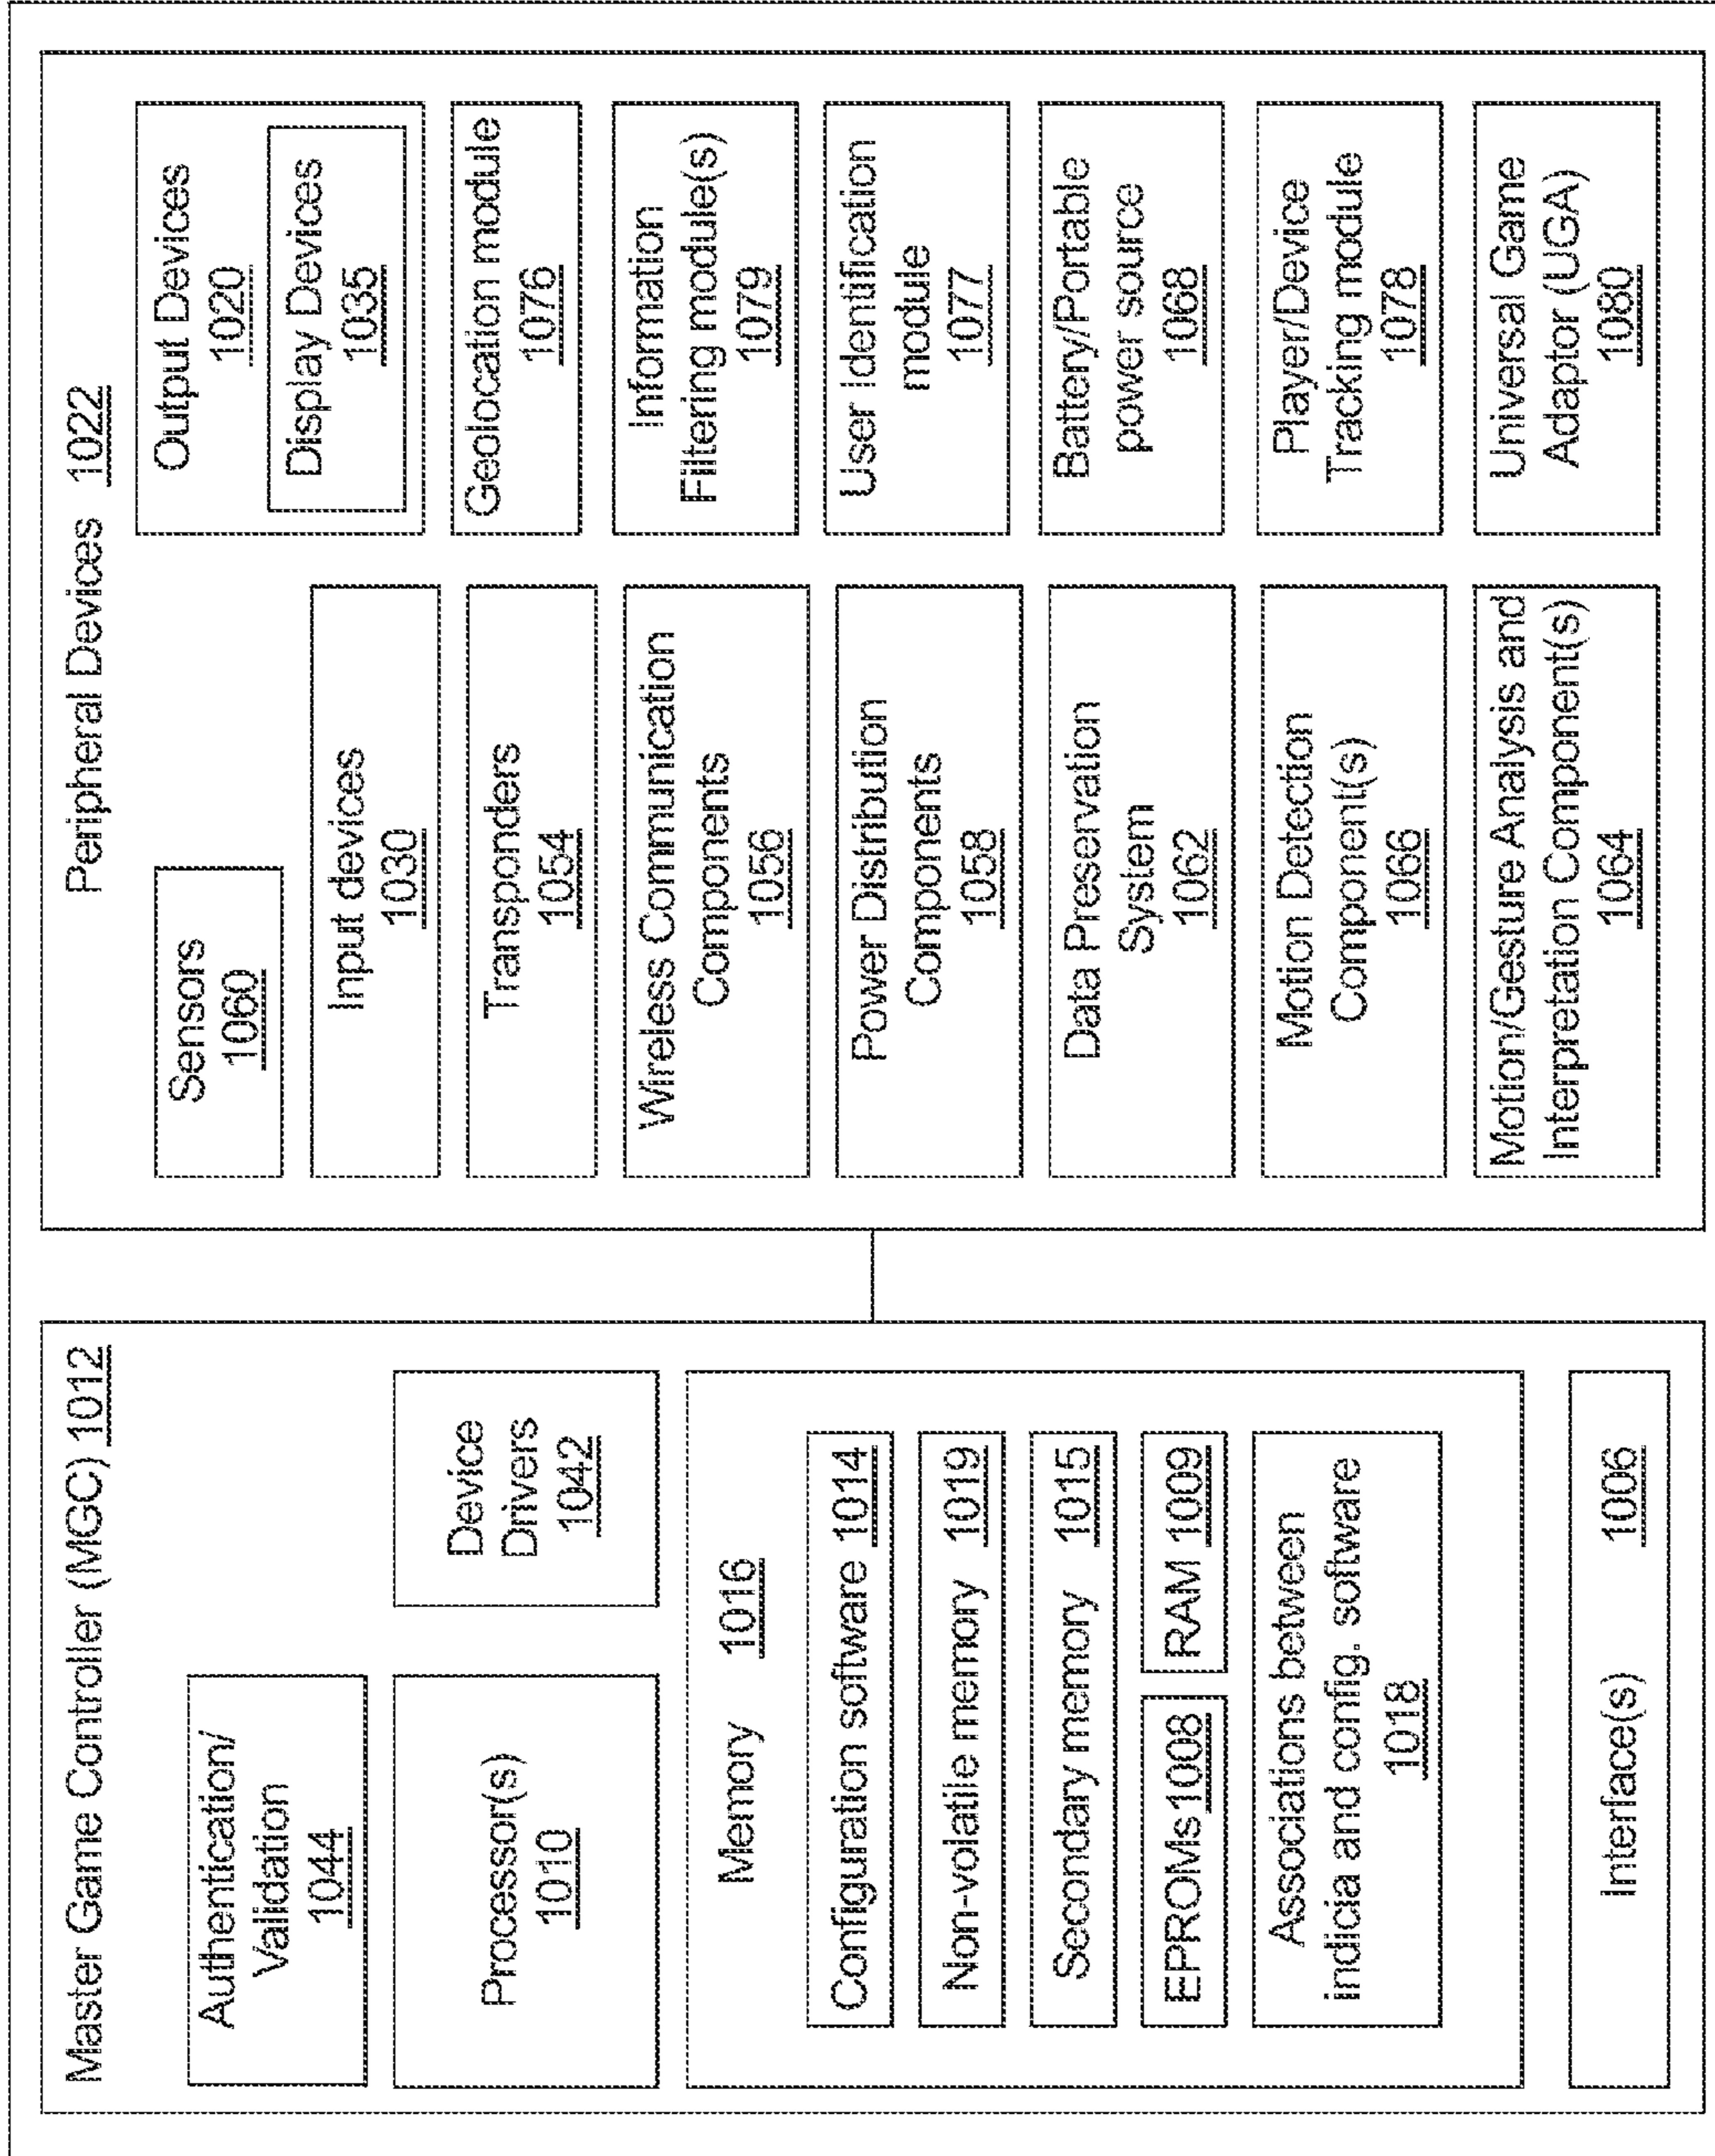 Master Game Controller (MGC) 1012
Authentication/
Validation
1044
Processor(s)
1010
Device
Drivers
1042
Memory 1016
Configuration software 1014
Non-volatile memory 1019
Secondary memory 1015
EPROMs1008
RAM 1009
Associations between
indicia and config. software
1018
Interface(s) 1006
Peripheral Devices 1022
Sensors
1060
Input devices
1030
Transponders
1054
Wireless Communication
Components
1056
Power Distribution
Components
1058
Data Preservation
System
1062
Motion Detection
Component(s)
1066
Motion/Gesture Analysis and
Interpretation Component(s)
1064
Output Devices
1020
Display Devices
1035
Geolocation module
1076
Information
Filtering module(s)
1079
User Identification
module
1077
Battery/Portable
power source
1068
Player/Device
Tracking module
1078
Universal Game
Adaptor (UGA)
1080